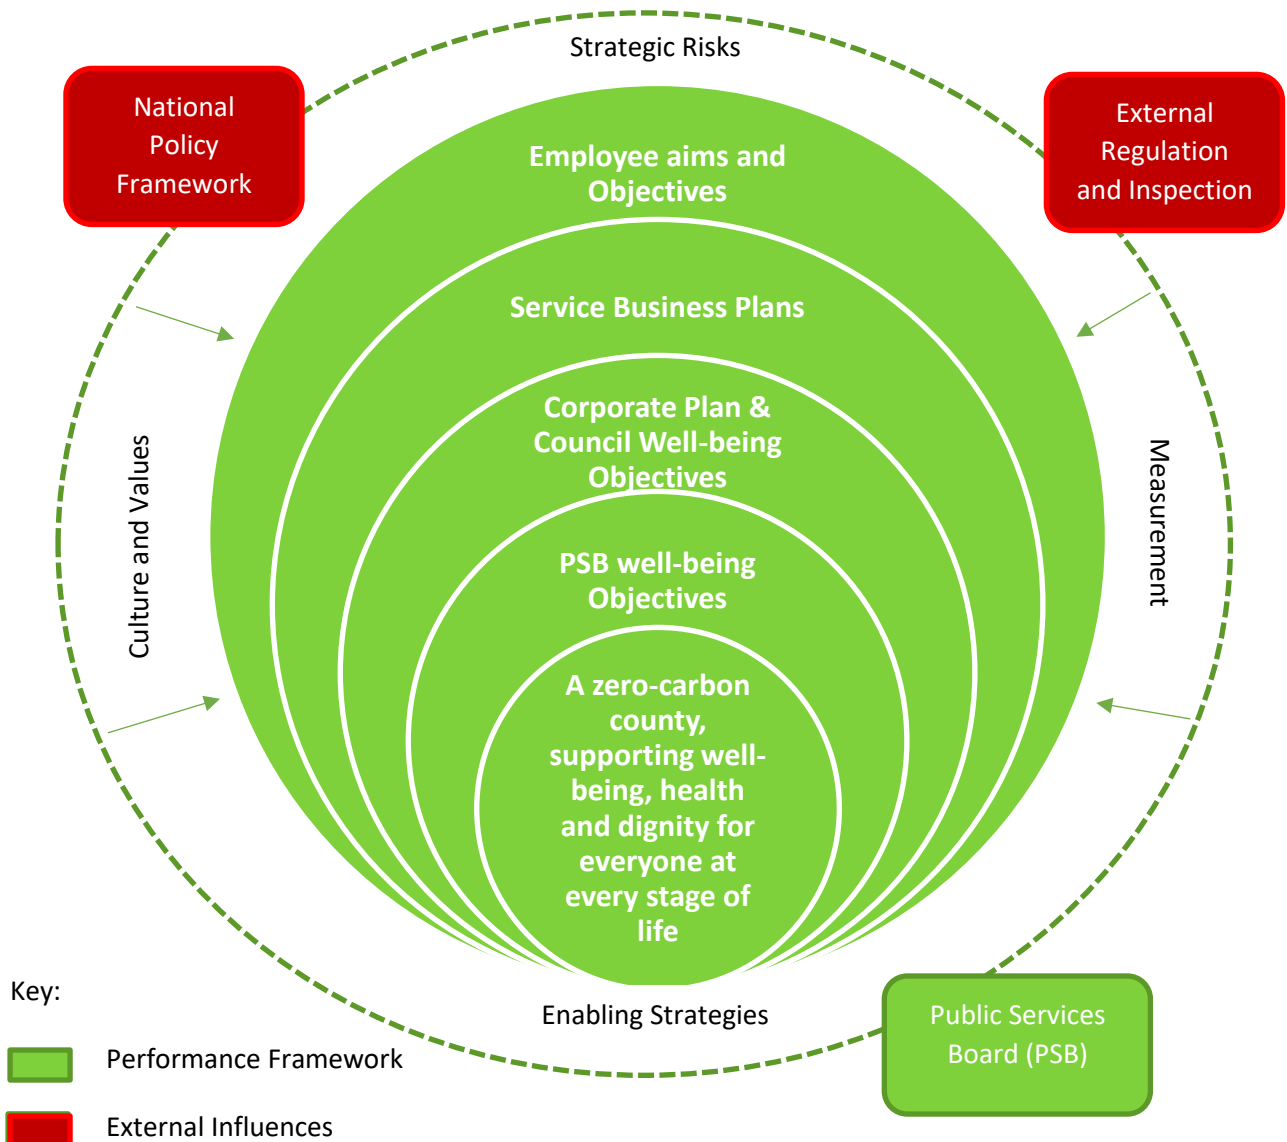 Strategic Risks
National
Policy
Framework
External
Regulation
and Inspection
Employee aims and
Objectives
Service Business Plans
Corporate Plan &
Council Well-being
Objectives
Culture and Values
Measurement
PSB well-being
Objectives
A zero-carbon
county,
supporting well-
being, health
and dignity for
everyone at
every stage of
life
Enabling Strategies
Public Services
Board (PSB)
Key:
Performance Framework
External Influences